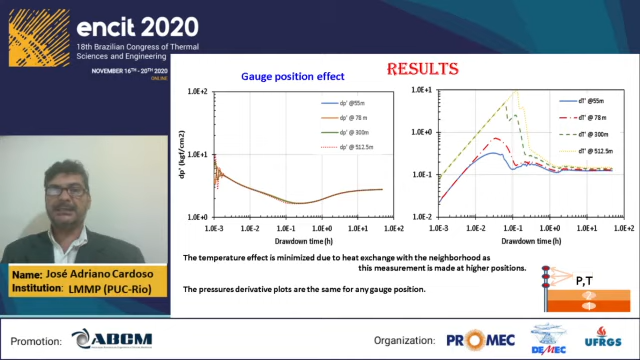 encit 2020
18th Brazilian Congress of Thermal
Sciences and Engineering
NOVEMBER 16TH - 20TH 2020
ONLINE
Name: José Adriano Cardoso
Institution: LMMP (PUC-Rio)
RESULTS
Gauge position effect
dp' (kgf/cm2)
1.0E+2
1.0E+1
1.0E+0
dp' @55m
dp' @ 78 m
dp' @ 300m
dp' @ 512.5m
1.0E-3 1.0E-2 1.0E-1 1.0E+0 1.0E+1 1.0E+2
Drawdown time (h)
1.0E+1
1.0E+0
1.0E-1
1.0E-2
dT' @55m
dT' @ 78 m
dT' @ 300m
dT' @ 512.5m
1.0E-3 1.0E-2 1.0E-1 1.0E+0 1.0E+1 1.0E+2
Drawdown time (h)
The temperature effect is minimized due to heat exchange with the neighborhood as
this measurement is made at higher positions.
The pressures derivative plots are the same for any gauge position.
P,T
Promotion: ABCM
Organization: PROMEC
DEMEC
UFRGS